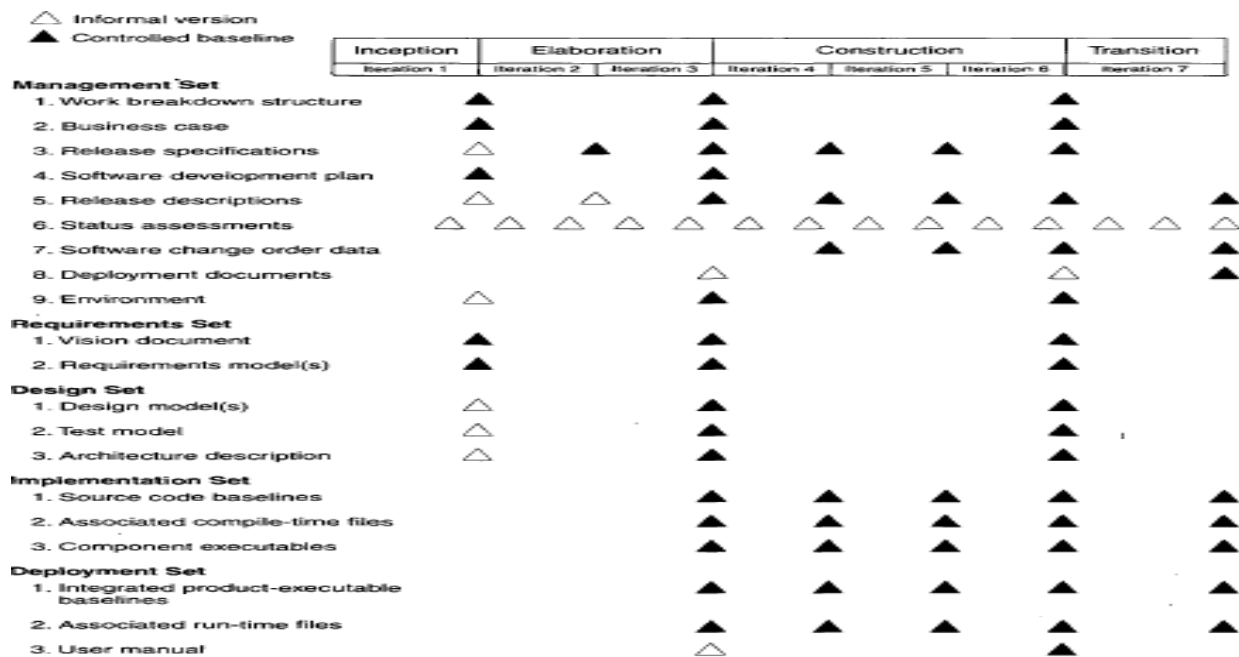 Informal version
Controlled baseline
Inception Elaboration Construction Transition
Iteration 1 Iteration 2 Iteration 3 Iteration 4 Iteration 5 Iteration 6 Iteration 7
Management Set
1. Work breakdown structure
2. Business case
3. Release specifications
4. Software development plan
5. Release descriptions
6. Status assessments
7. Software change order data
8. Deployment documents
9. Environment
Requirements Set
1. Vision document
2. Requirements model(s)
Design Set
1. Design model(s)
2. Test model
3. Architecture description
Implementation Set
1. Source code baselines
2. Associated compile-time files
3. Component executables
Deployment Set
1. Integrated product-executable
baselines
2. Associated run-time files
3. User manual